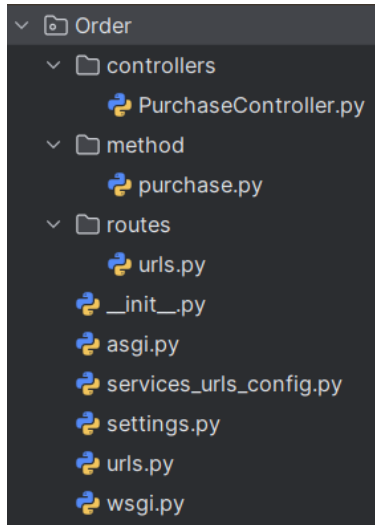 Order
controllers
PurchaseController.py
method
purchase.py
routes
urls.py
__init__.py
asgi.py
services_urls_config.py
settings.py
urls.py
wsgi.py